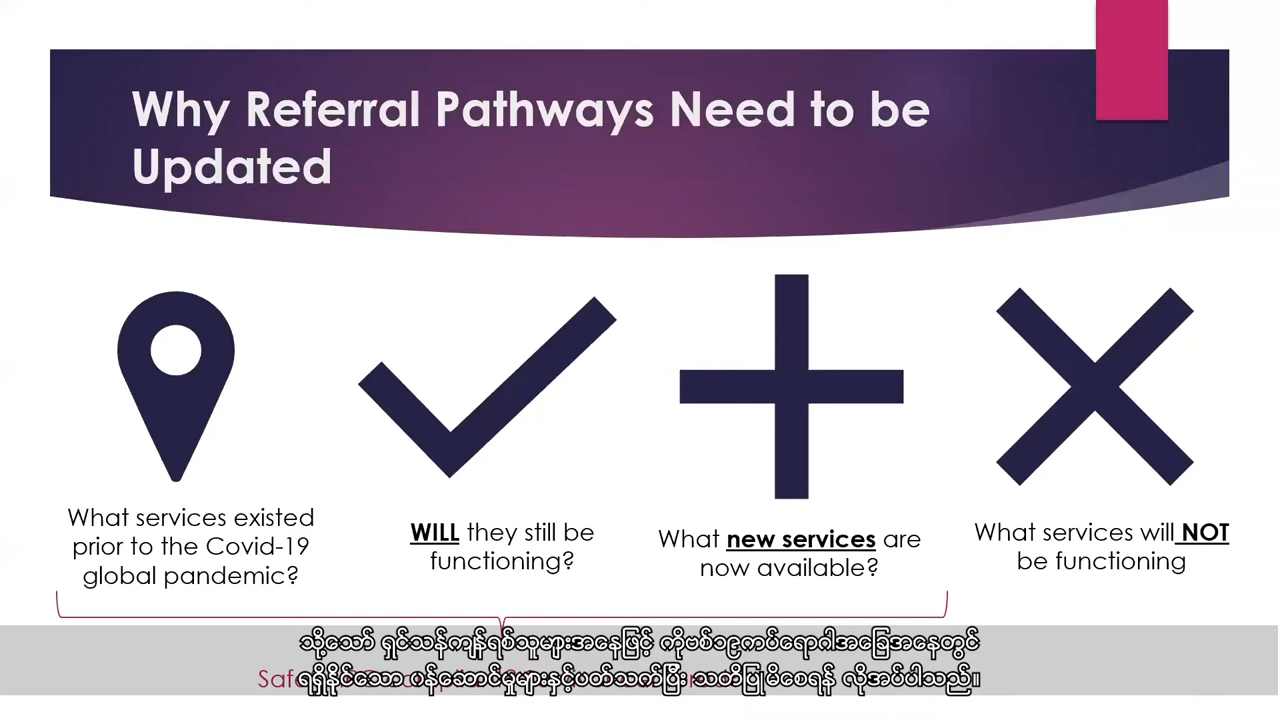 Why Referral Pathways Need to be
Updated
What services existed
prior to the Covid-19
global pandemic?
WILL they still be
functioning?
What new services are
now available?
What services will NOT
be functioning
သို့သော် ရှင်သန်ကျန်ရစ်သူများအနေဖြင့် ကိုဗစ်၁၉ကပ်ရောဂါအခြေအနေတွင်
ရရှိနိုင်သော ဝန်ဆောင်မှုများနှင့်ပတ်သက်ပြီး သတိပြုမိစေရန် လိုအပ်ပါသည်။